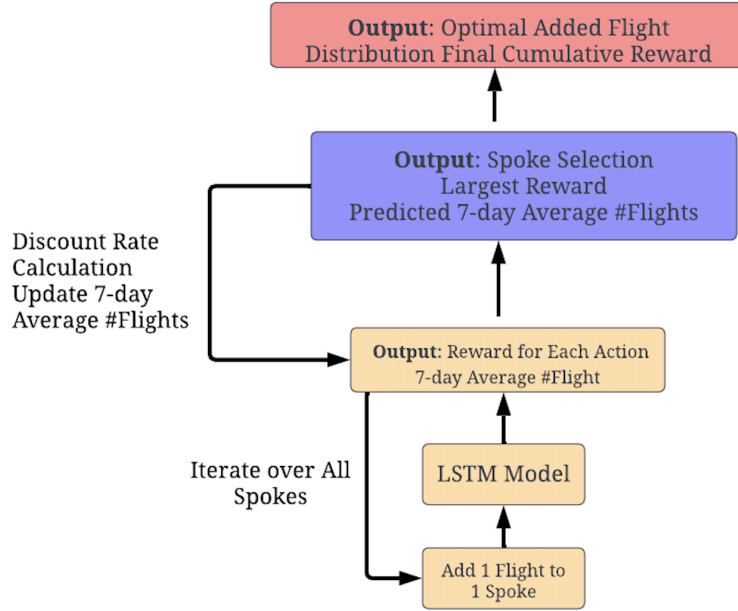 Output: Optimal Added Flight
Distribution Final Cumulative Reward
Output: Spoke Selection
Largest Reward
Predicted 7-day Average #Flights
Discount Rate
Calculation
Update 7-day
Average #Flights
Output: Reward for Each Action
7-day Average #Flight
Iterate over All
Spokes
LSTM Model
Add 1 Flight to
1 Spoke